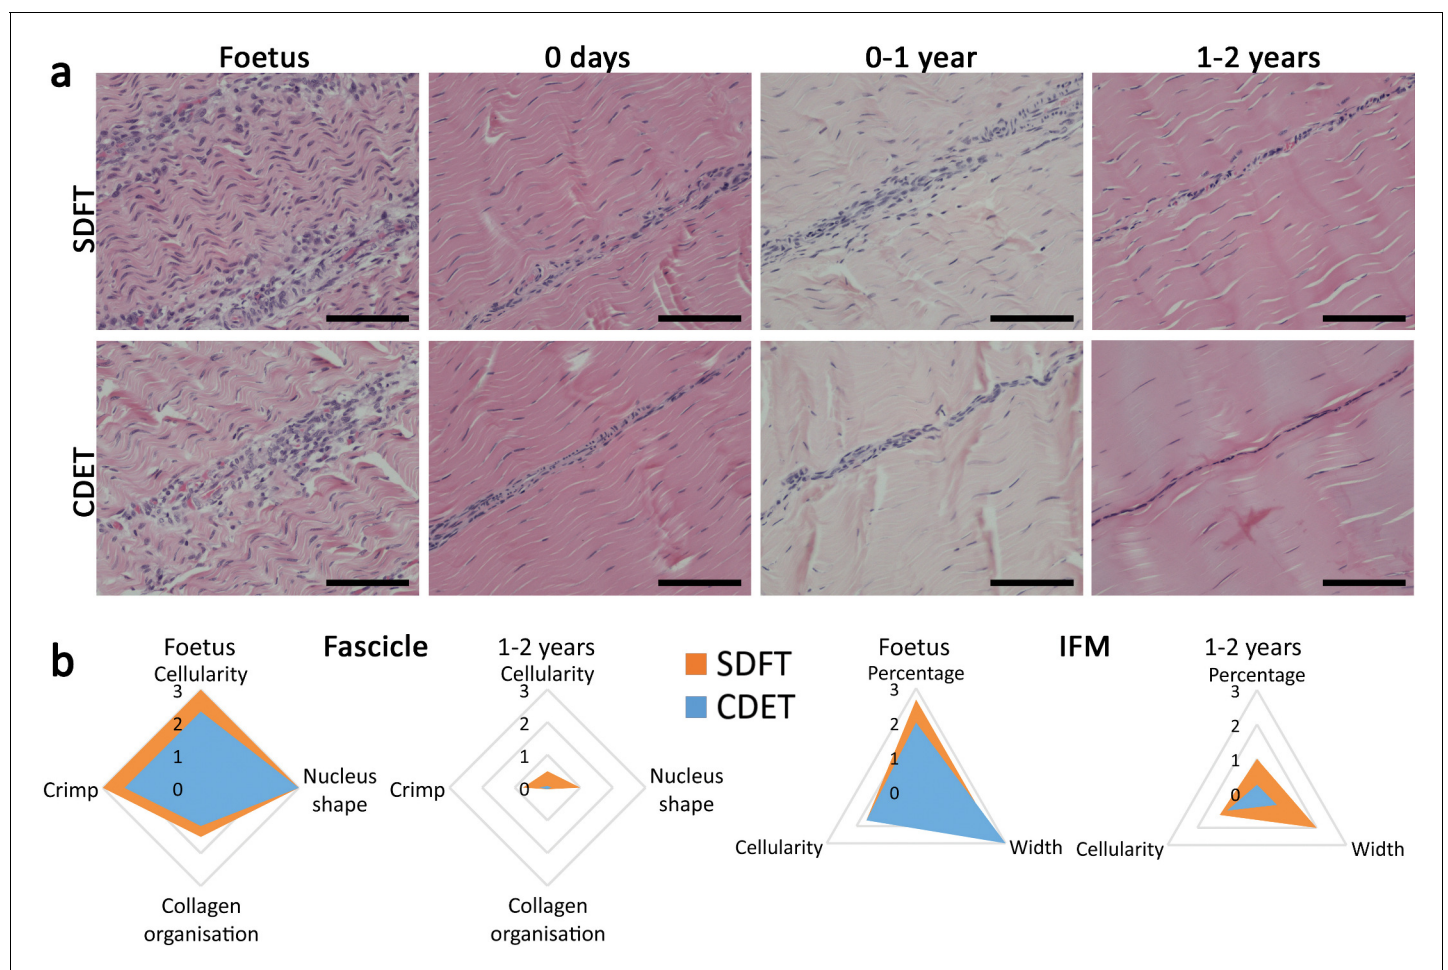 a
Foetus
0 days
0-1 year
1-2 years
SDFT
CDET
b
Foetus
Fascicle
1-2 years
Cellularity
3
2
1
0
Crimp
Nucleus
shape
Collagen
organisation
Cellularity
3
2
1
0
Crimp
Nucleus
shape
Collagen
organisation
SDFT
CDET
Foetus
IFM
1-2 years
Percentage
3
2
1
0
Cellularity
Width
Percentage
3
2
1
0
Cellularity
Width